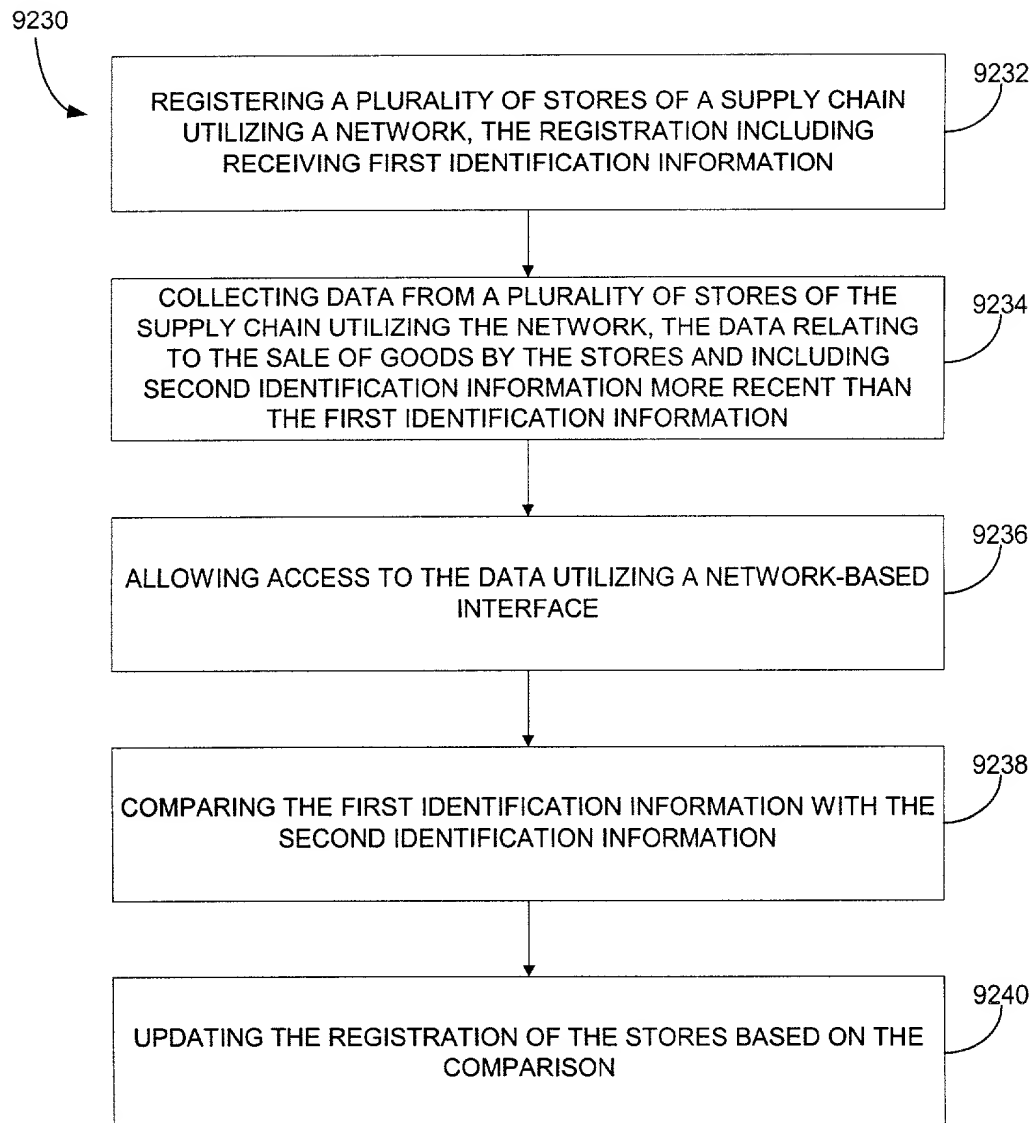 9230
9232
REGISTERING A PLURALITY OF STORES OF A SUPPLY CHAIN
UTILIZING A NETWORK, THE REGISTRATION INCLUDING
RECEIVING FIRST IDENTIFICATION INFORMATION
9234
COLLECTING DATA FROM A PLURALITY OF STORES OF THE
SUPPLY CHAIN UTILIZING THE NETWORK, THE DATA RELATING
TO THE SALE OF GOODS BY THE STORES AND INCLUDING
SECOND IDENTIFICATION INFORMATION MORE RECENT THAN
THE FIRST IDENTIFICATION INFORMATION
9236
ALLOWING ACCESS TO THE DATA UTILIZING A NETWORK-BASED
INTERFACE
9238
COMPARING THE FIRST IDENTIFICATION INFORMATION WITH THE
SECOND IDENTIFICATION INFORMATION
9240
UPDATING THE REGISTRATION OF THE STORES BASED ON THE
COMPARISON